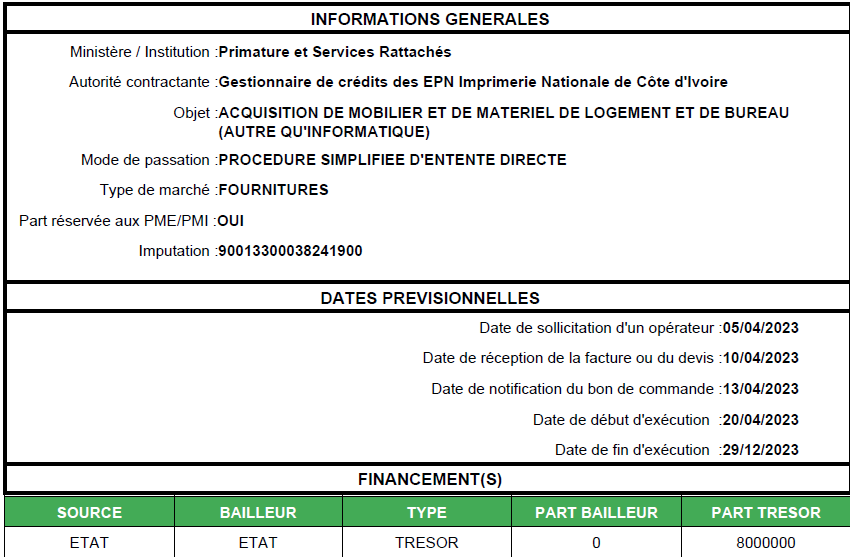 INFORMATIONS GENERALES
Ministère / Institution :Primature et Services Rattachés
Autorité contractante :Gestionnaire de crédits des EPN Imprimerie Nationale de Côte d'Ivoire
Objet :ACQUISITION DE MOBILIER ET DE MATERIEL DE LOGEMENT ET DE BUREAU
(AUTRE QU'INFORMATIQUE)
Mode de passation :PROCEDURE SIMPLIFIEE D'ENTENTE DIRECTE
Type de marché :FOURNITURES
Part réservée aux PME/PMI :OUI
Imputation :90013300038241900
DATES PREVISIONNELLES
Date de sollicitation d'un opérateur :05/04/2023
Date de réception de la facture ou du devis :10/04/2023
Date de notification du bon de commande :13/04/2023
Date de début d'exécution :20/04/2023
Date de fin d'exécution :29/12/2023
FINANCEMENT(S)
SOURCE BAILLEUR TYPE PART BAILLEUR PART TRESOR
ETAT ETAT TRESOR 0 8000000